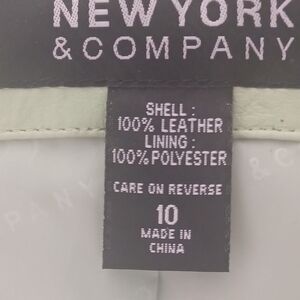 NEW YORK
& COMPANY
SHELL :
100% LEATHER
LINING :
100% POLYESTER
CARE ON REVERSE
10
MADE IN
CHINA